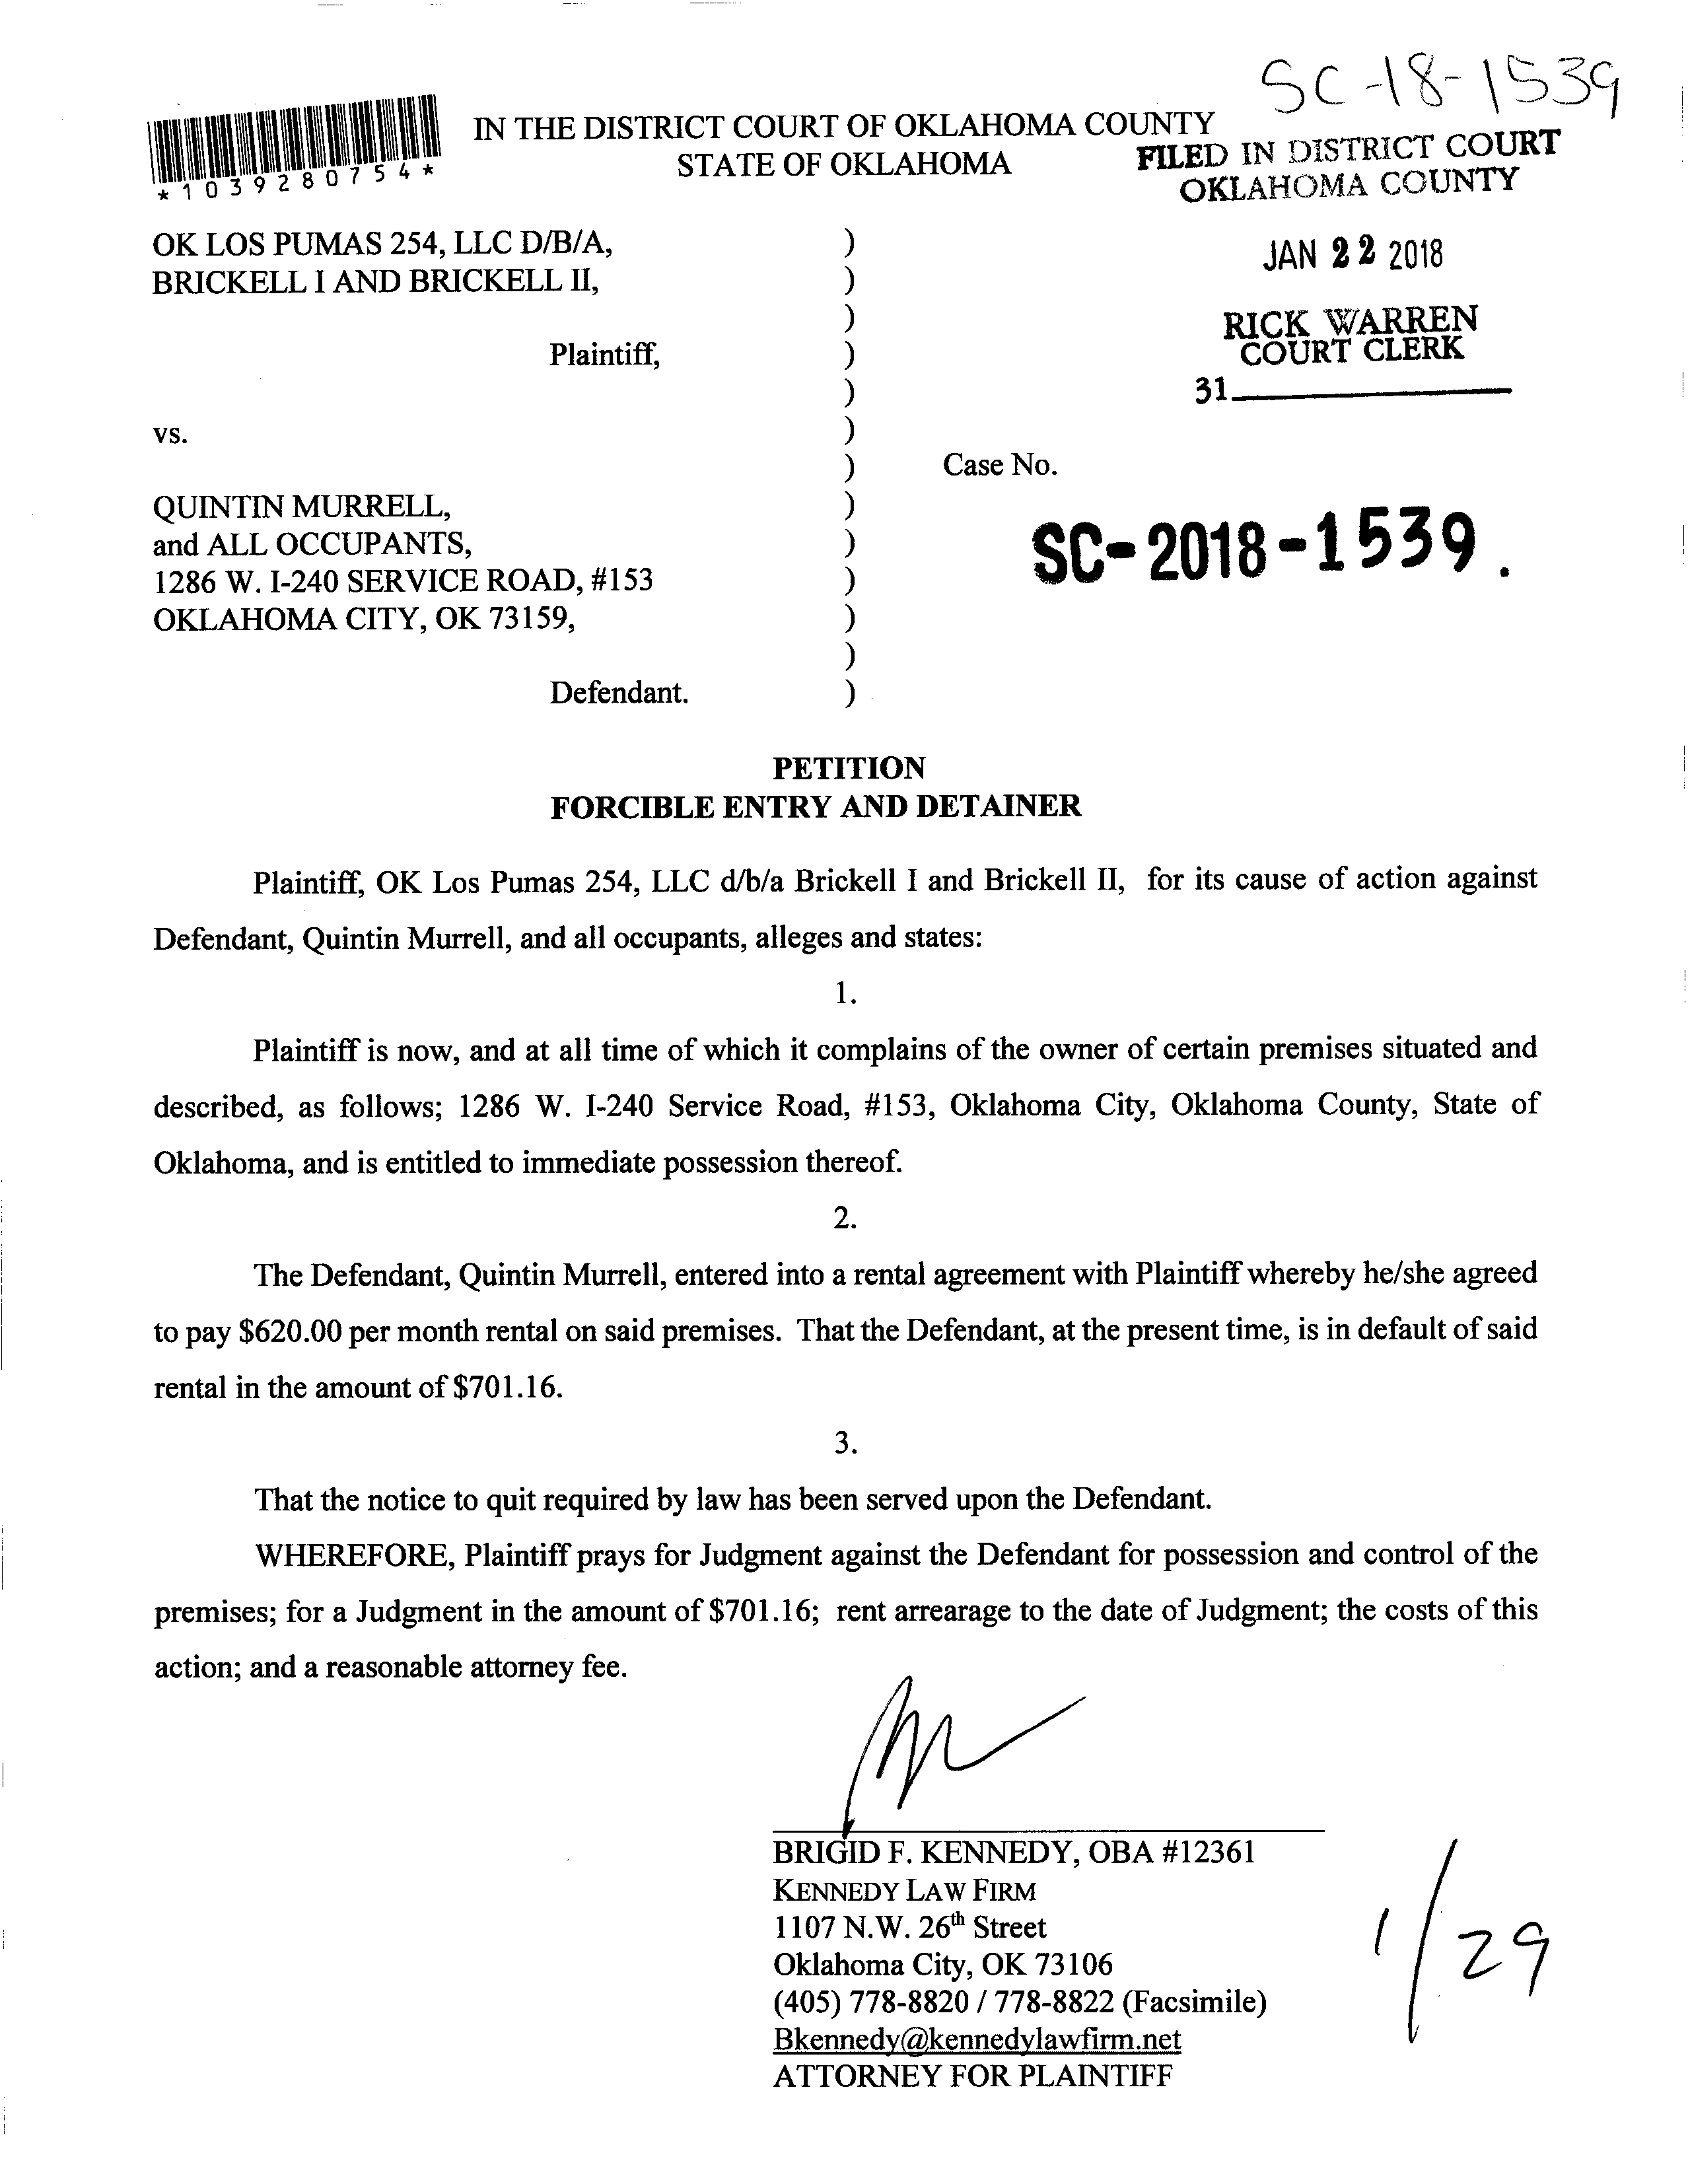 SC-18-1539
IN THE DISTRICT COURT OF OKLAHOMA COUNTY
STATE OF OKLAHOMA
*1039280754*
FILED IN DISTRICT COURT
OKLAHOMA COUNTY
JAN 22 2018
RICK WARREN
COURT CLERK
31
OK LOS PUMAS 254, LLC D/B/A, )
BRICKELL I AND BRICKELL II, )
)
Plaintiff, )
)
vs. )
) Case No.
QUINTIN MURRELL, )
and ALL OCCUPANTS, ) SC-2018-1539.
1286 W. I-240 SERVICE ROAD, #153 )
OKLAHOMA CITY, OK 73159, )
)
Defendant. )
PETITION
FORCIBLE ENTRY AND DETAINER
Plaintiff, OK Los Pumas 254, LLC d/b/a Brickell I and Brickell II, for its cause of action against
Defendant, Quintin Murrell, and all occupants, alleges and states:
1.
Plaintiff is now, and at all time of which it complains of the owner of certain premises situated and
described, as follows; 1286 W. I-240 Service Road, #153, Oklahoma City, Oklahoma County, State of
Oklahoma, and is entitled to immediate possession thereof.
2.
The Defendant, Quintin Murrell, entered into a rental agreement with Plaintiff whereby he/she agreed
to pay $620.00 per month rental on said premises. That the Defendant, at the present time, is in default of said
rental in the amount of $701.16.
3.
That the notice to quit required by law has been served upon the Defendant.
WHEREFORE, Plaintiff prays for Judgment against the Defendant for possession and control of the
premises; for a Judgment in the amount of $701.16; rent arrearage to the date of Judgment; the costs of this
action; and a reasonable attorney fee.
BRIGID F. KENNEDY, OBA #12361
KENNEDY LAW FIRM
1107 N.W. 26th Street
Oklahoma City, OK 73106
(405) 778-8820 / 778-8822 (Facsimile)
Bkennedy@kennedylawfirm.net
ATTORNEY FOR PLAINTIFF
1/29